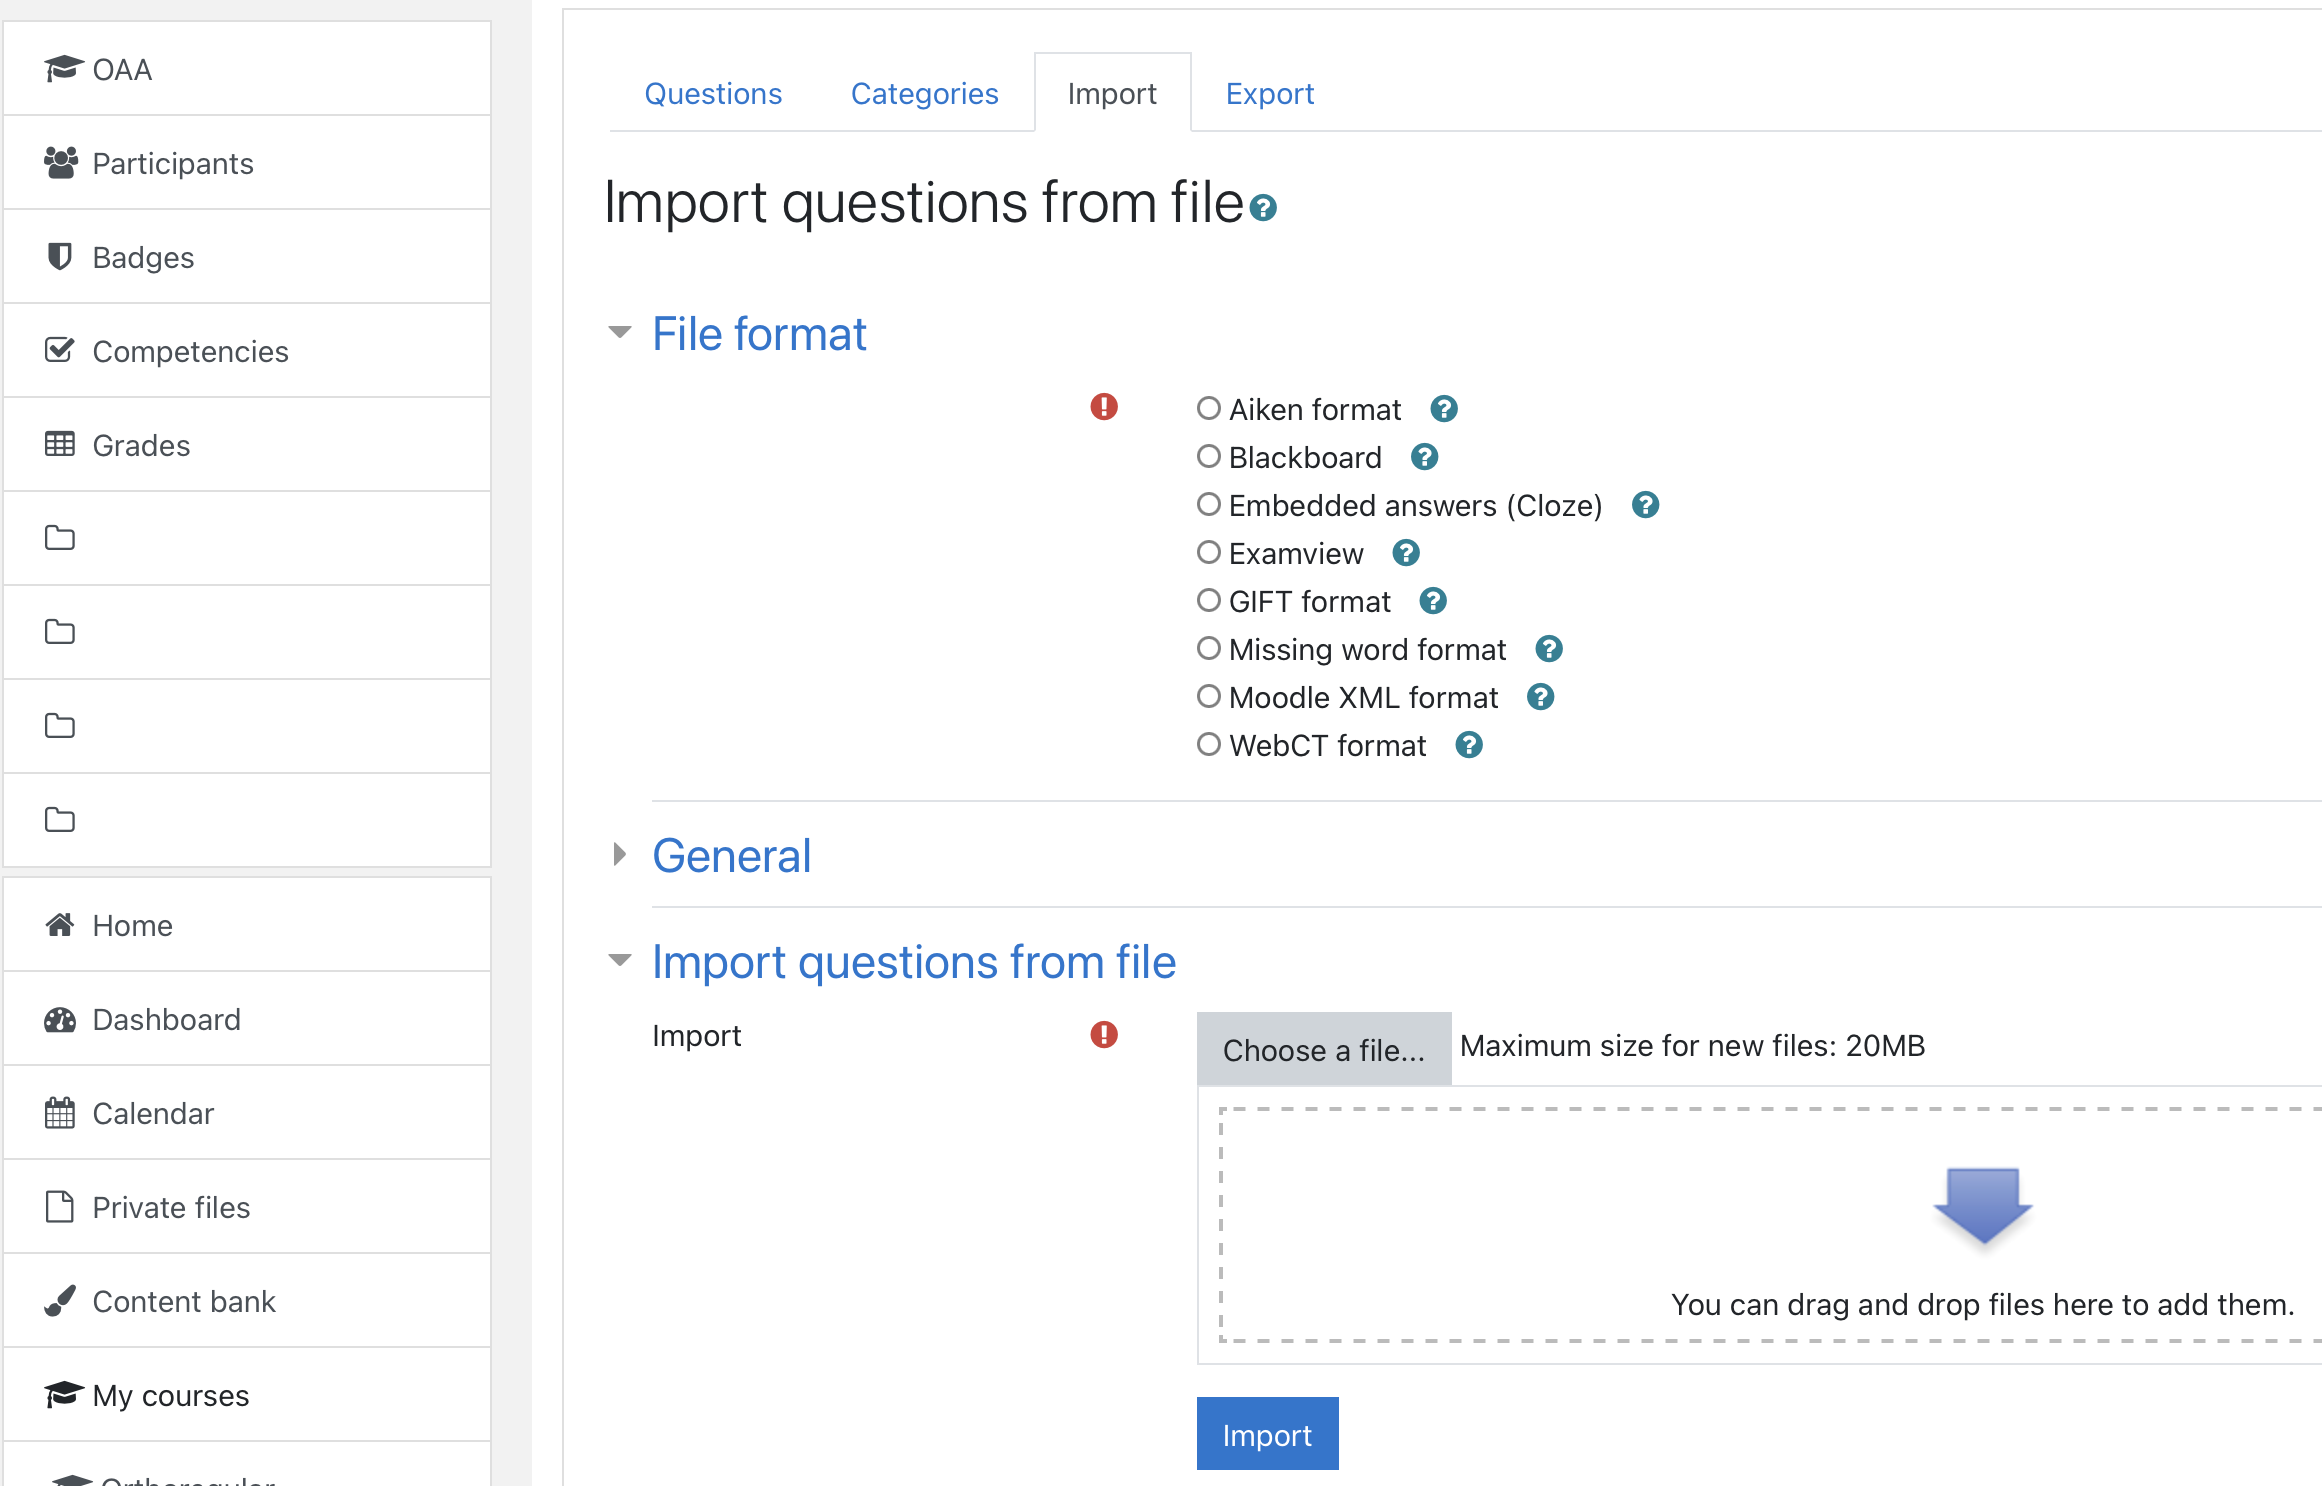 OAA
Participants
Badges
Competencies
Grades
Home
Dashboard
Calendar
Private files
Content bank
My courses
Questions
Categories
Import
Export
Import questions from file
File format
Aiken format
Blackboard
Embedded answers (Cloze)
Examview
GIFT format
Missing word format
Moodle XML format
WebCT format
General
Import questions from file
Import
Choose a file...
Maximum size for new files: 20MB
You can drag and drop files here to add them.
Import